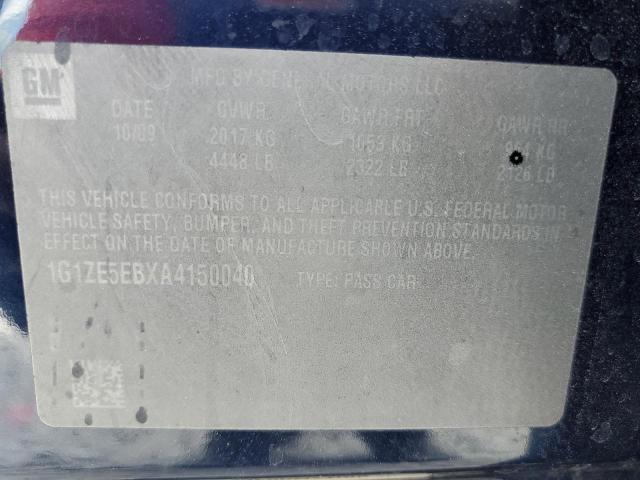 GM
MFD BY GENERAL MOTORS LLC
DATE GVWR GAWR FRT GAWR RR
10/09 2017 KG 1053 KG KG
4448 LB 2322 LB 2126 LB
THIS VEHICLE CONFORMS TO ALL APPLICABLE U.S. FEDERAL MOTOR
VEHICLE SAFETY, BUMPER, AND THEFT PREVENTION STANDARDS IN
EFFECT ON THE DATE OF MANUFACTURE SHOWN ABOVE.
1G1ZE5EBXA4150040 TYPE: PASS CAR